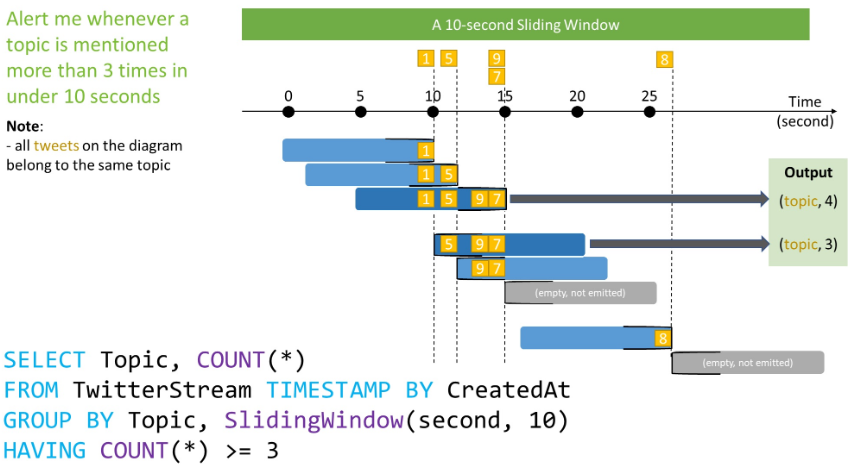 Alert me whenever a
topic is mentioned
more than 3 times in
under 10 seconds
Note:
- all tweets on the diagram
belong to the same topic
A 10-second Sliding Window
1 5 9 8
7
0 5 10 15 20 25 Time
(second)
1
1 5
1 5 9 7
5 9 7
9 7
(empty, not emitted)
8
(empty, not emitted)
Output
(topic, 4)
(topic, 3)
SELECT Topic, COUNT(*)
FROM TwitterStream TIMESTAMP BY CreatedAt
GROUP BY Topic, SlidingWindow(second, 10)
HAVING COUNT(*) >= 3